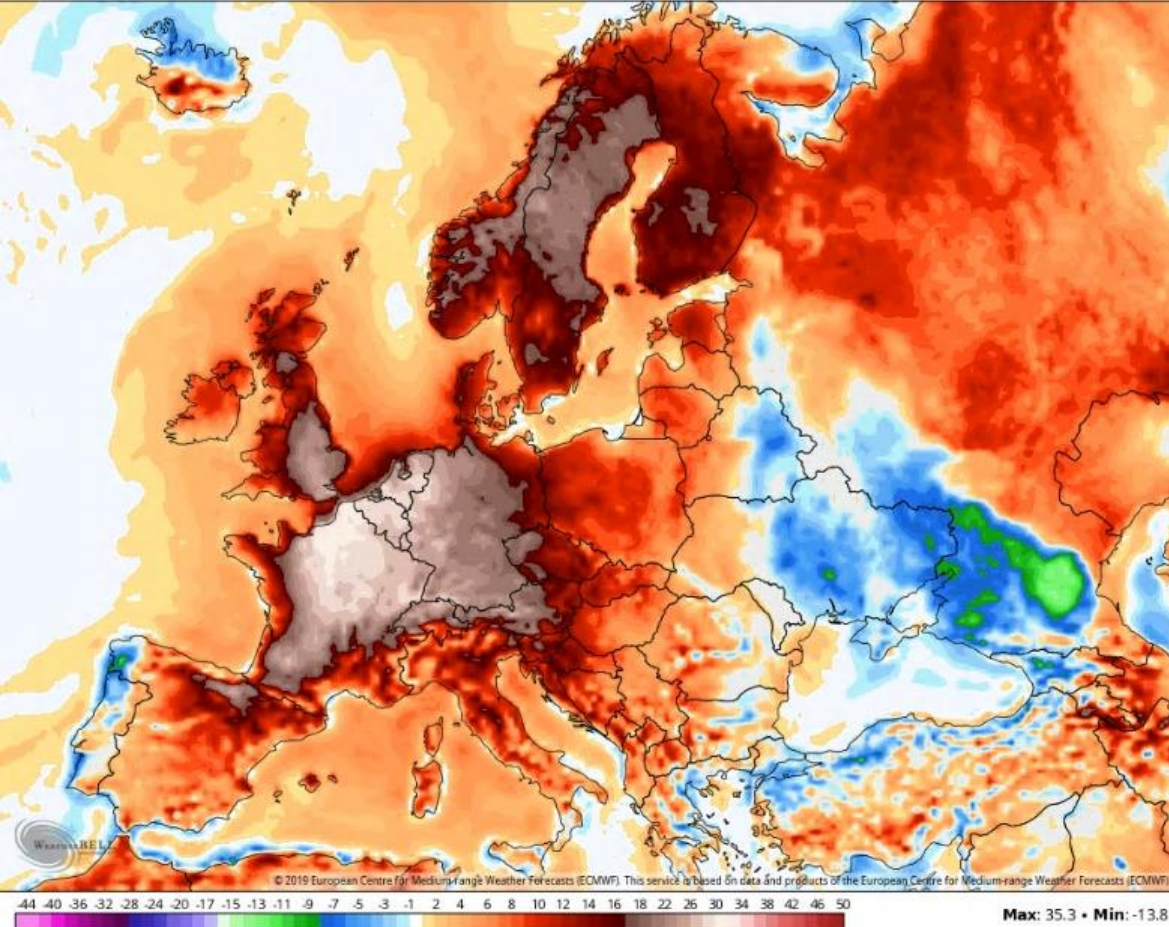 WEATHERBELL
© 2019 European Centre for Medium-range Weather Forecasts (ECMWF). This service is based on data and products of the European Centre for Medium-range Weather Forecasts (ECMWF)
-44 -40 -36 -32 -28 -24 -20 -17 -15 -13 -11 -9 -7 -5 -3 -1 2 4 6 8 10 12 14 16 18 22 26 30 34 38 42 46 50
Max: 35.3 • Min: -13.8